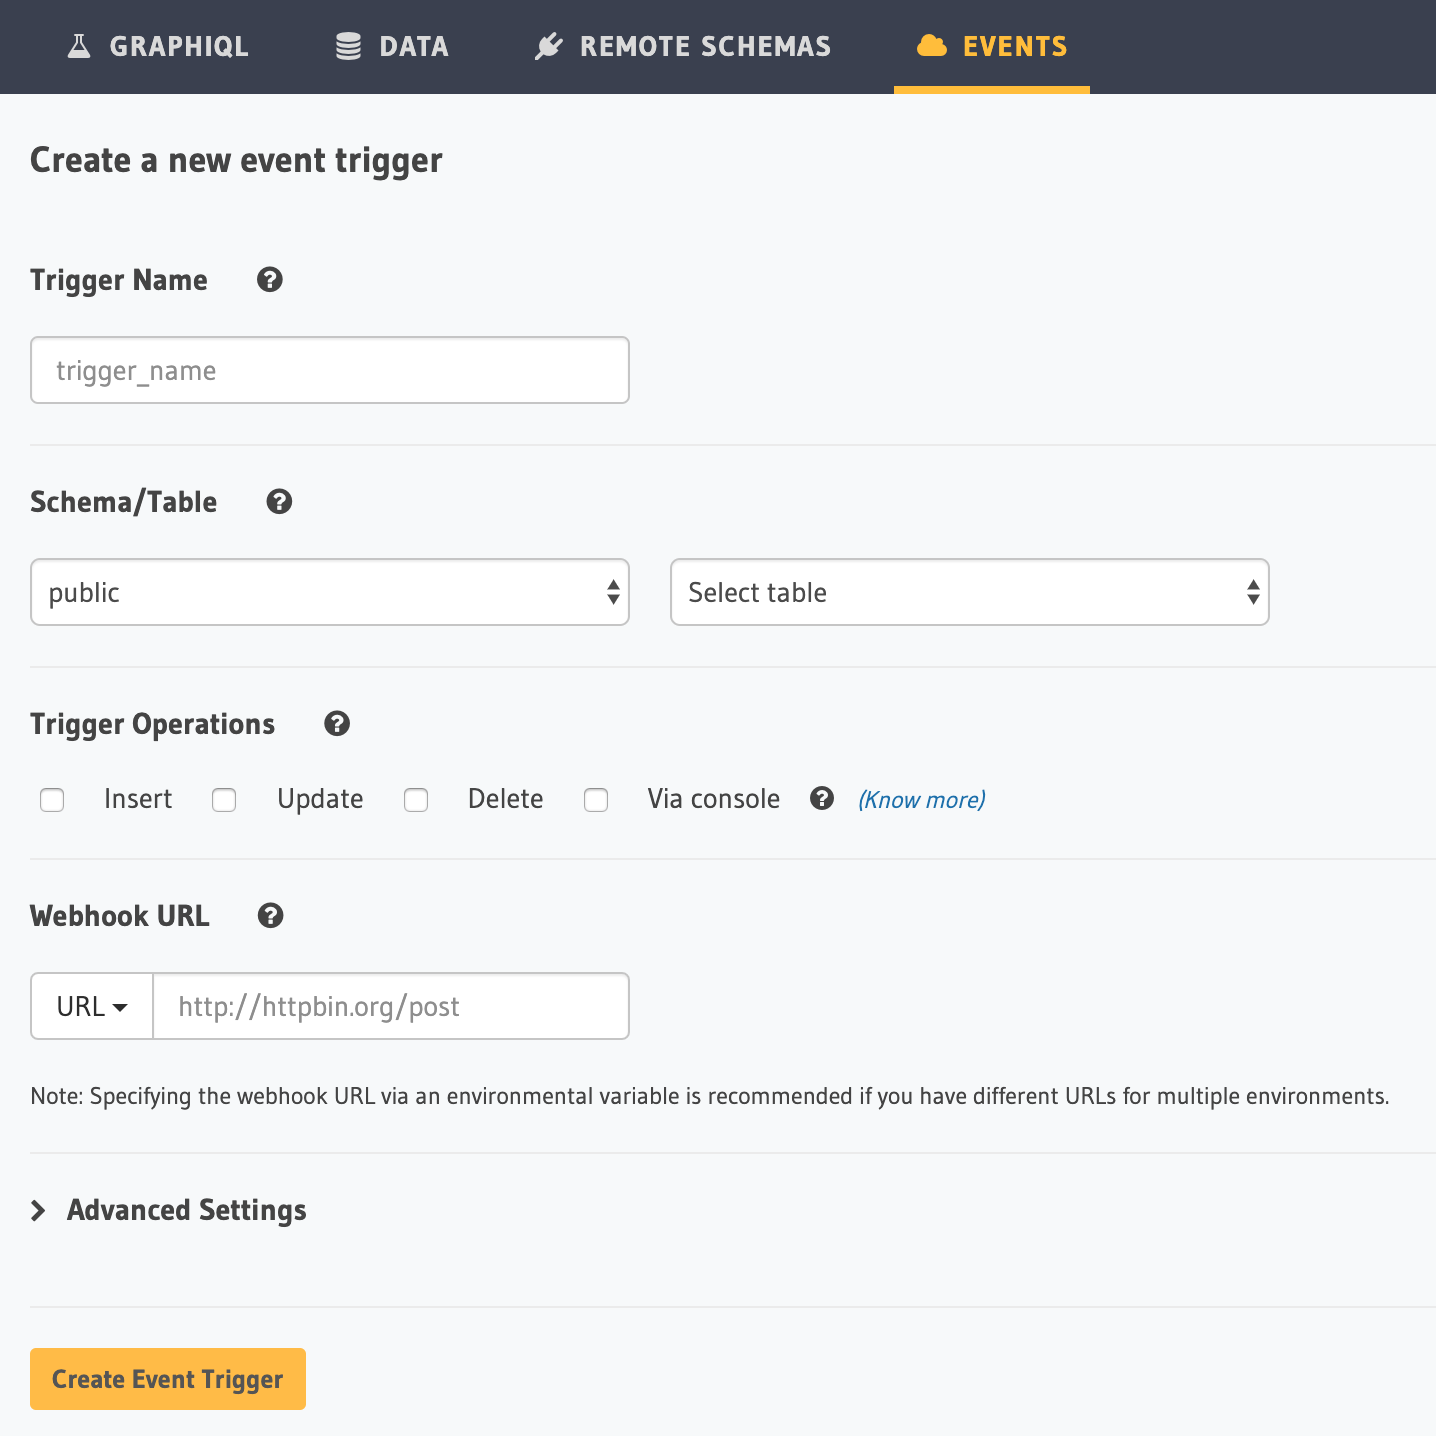 GRAPHIQL DATA REMOTE SCHEMAS EVENTS
Create a new event trigger
Trigger Name ?
trigger_name
Schema/Table ?
public Select table
Trigger Operations ?
Insert Update Delete Via console ? (Know more)
Webhook URL ?
URL http://httpbin.org/post
Note: Specifying the webhook URL via an environmental variable is recommended if you have different URLs for multiple environments.
Advanced Settings
Create Event Trigger